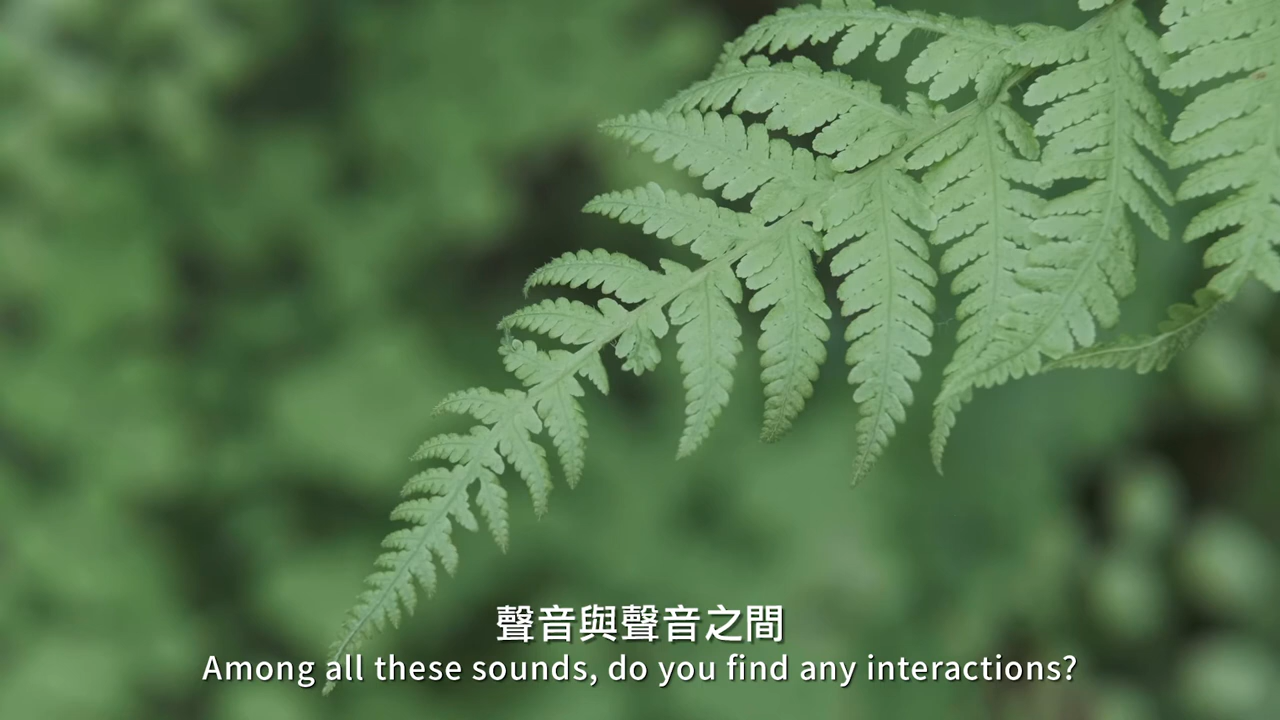 聲音與聲音之間
Among all these sounds, do you find any interactions?